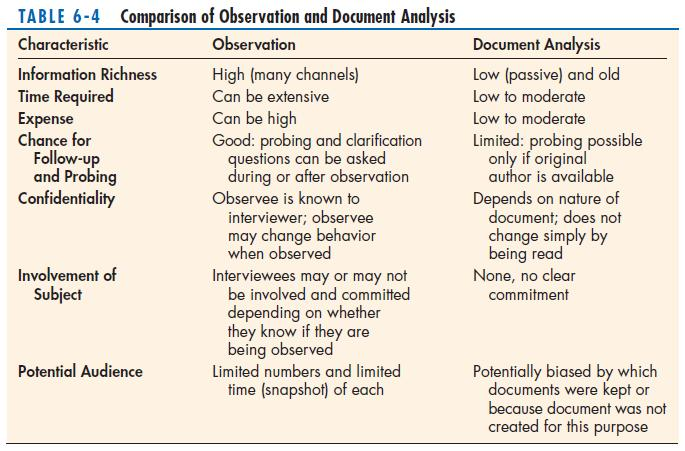 TABLE 6-4 Comparison of Observation and Document Analysis
Characteristic Observation Document Analysis
Information Richness High (many channels) Low (passive) and old
Time Required Can be extensive Low to moderate
Expense Can be high Low to moderate
Chance for Good: probing and clarification Limited: probing possible
Follow-up questions can be asked only if original
and Probing during or after observation author is available
Confidentiality Observee is known to Depends on nature of
interviewer; observee document; does not
may change behavior change simply by
when observed being read
Involvement of Interviewees may or may not None, no clear
Subject be involved and committed commitment
depending on whether
they know if they are
being observed
Potential Audience Limited numbers and limited Potentially biased by which
time (snapshot) of each documents were kept or
because document was not
created for this purpose